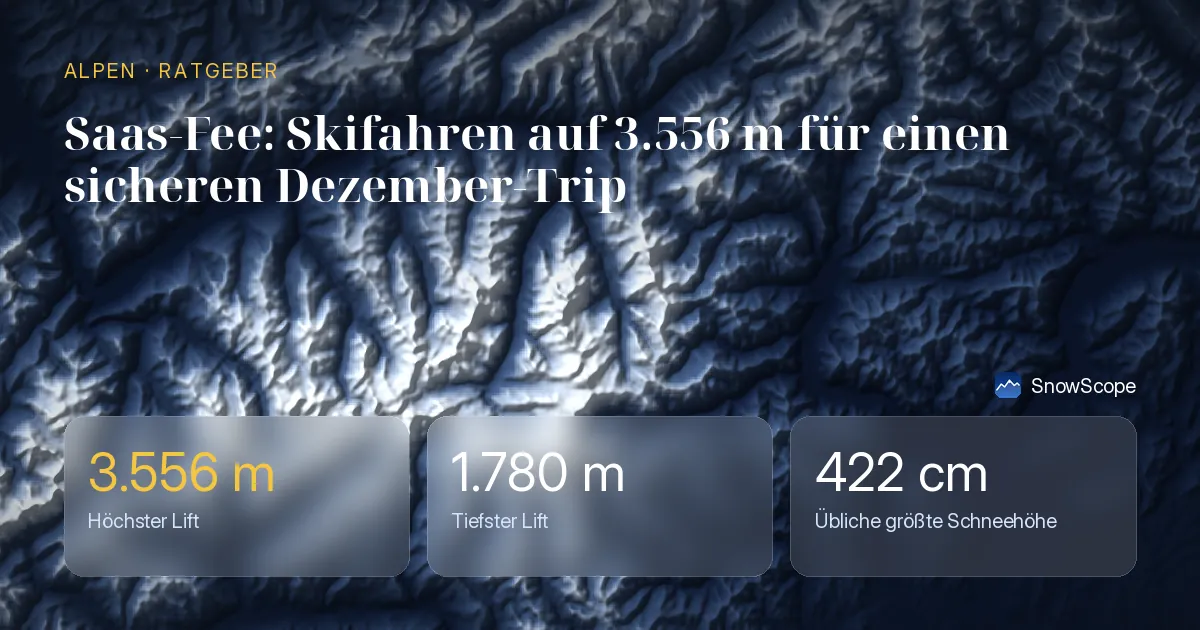 ALPEN · RATGEBER
Saas-Fee: Skifahren auf 3.556 m für einen
sicheren Dezember-Trip
SnowScope
3.556 m
Höchster Lift
1.780 m
Tiefster Lift
422 cm
Übliche größte Schneehöhe